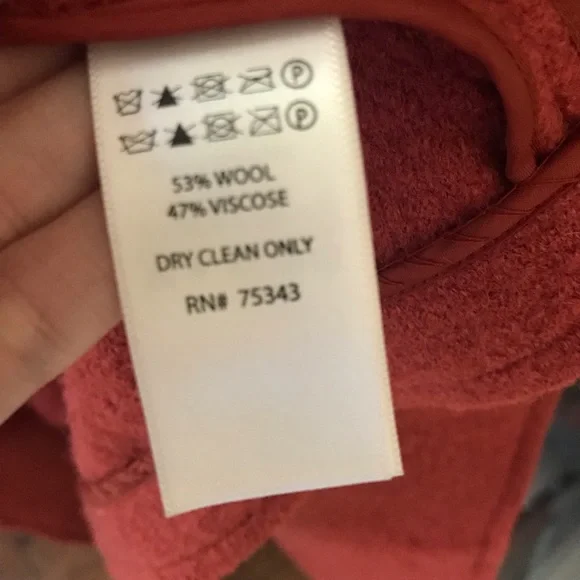 P
P
53% WOOL
47% VISCOSE
DRY CLEAN ONLY
RN# 75343